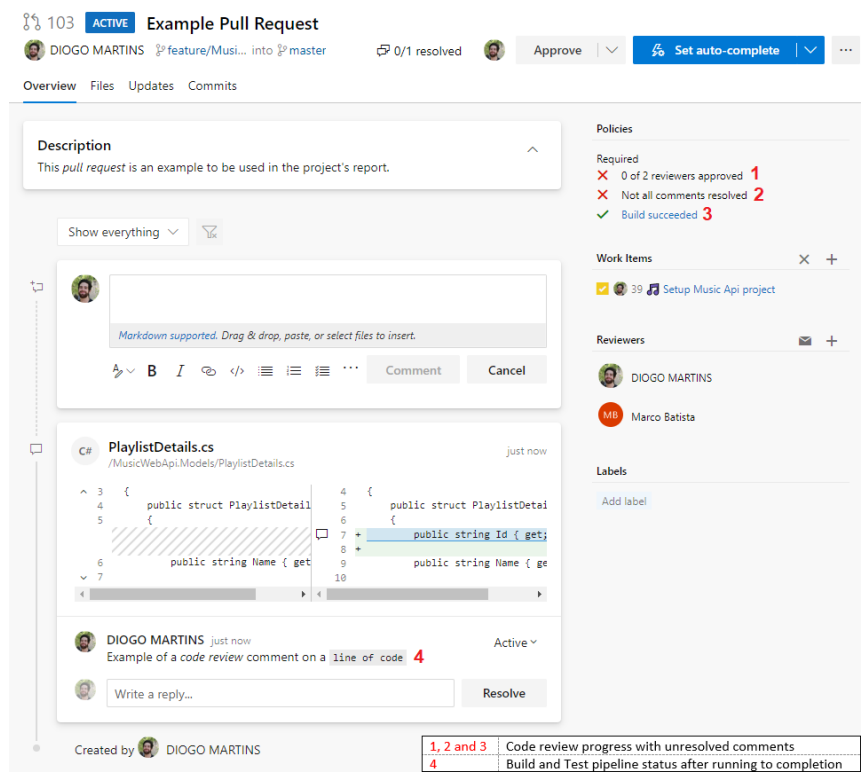 103 ACTIVE Example Pull Request
DIOGO MARTINS feature/Musi... into master 0/1 resolved Approve Set auto-complete ...
Overview Files Updates Commits
Description
This pull request is an example to be used in the project's report.
Policies
Required
0 of 2 reviewers approved 1
Not all comments resolved 2
Build succeeded 3
Show everything
Work Items
39 Setup Music Api project
Markdown supported. Drag & drop, paste, or select files to insert.
B I </> ... Comment Cancel
Reviewers
DIOGO MARTINS
MB Marco Batista
Labels
Add label
C# PlaylistDetails.cs just now
/MusicWebApi.Models/PlaylistDetails.cs
3 { 4 {
4 public struct PlaylistDetail 5 public struct PlaylistDetai
5 { 6 {
7 + public string Id { get;
8 +
6 public string Name { get 9 public string Name { ge
7 10
DIOGO MARTINS just now Active
Example of a code review comment on a line of code 4
Write a reply... Resolve
Created by DIOGO MARTINS
1, 2 and 3 Code review progress with unresolved comments
4 Build and Test pipeline status after running to completion